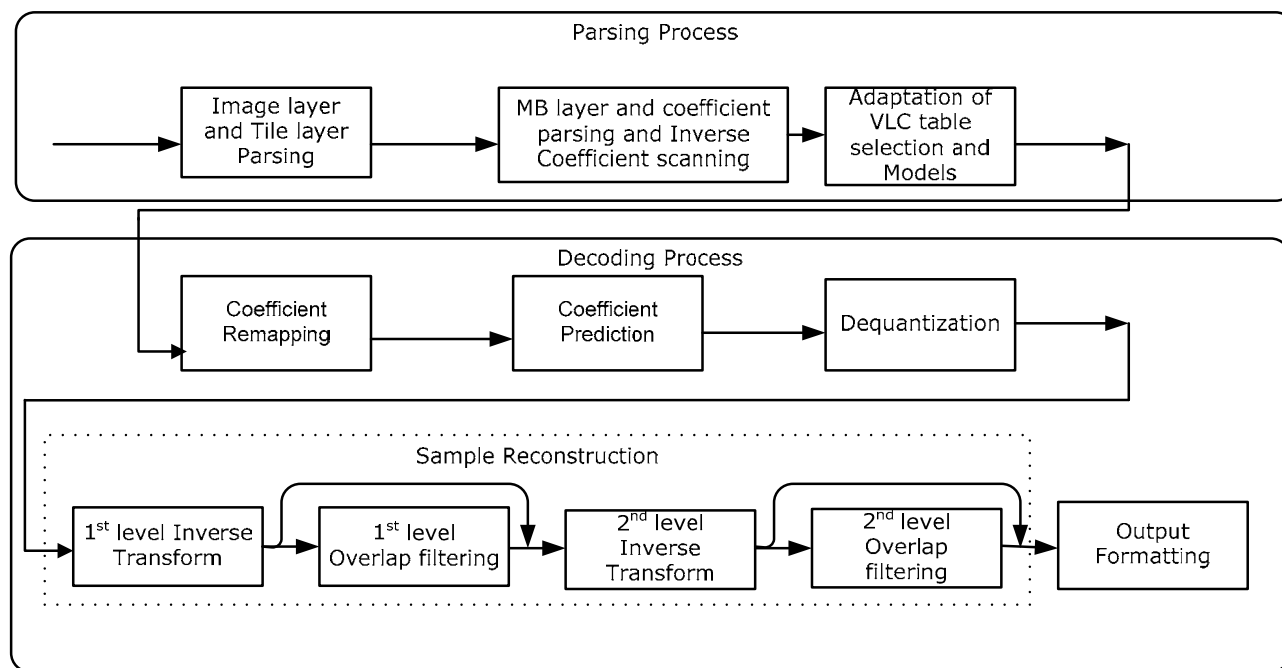 Parsing Process
Image layer
and Tile layer
Parsing
MB layer and coefficient
parsing and Inverse
Coefficient scanning
Adaptation of
VLC table
selection and
Models
Decoding Process
Coefficient
Remapping
Coefficient
Prediction
Dequantization
Sample Reconstruction
1st level Inverse
Transform
1st level
Overlap filtering
2nd level
Inverse
Transform
2nd level
Overlap
filtering
Output
Formatting